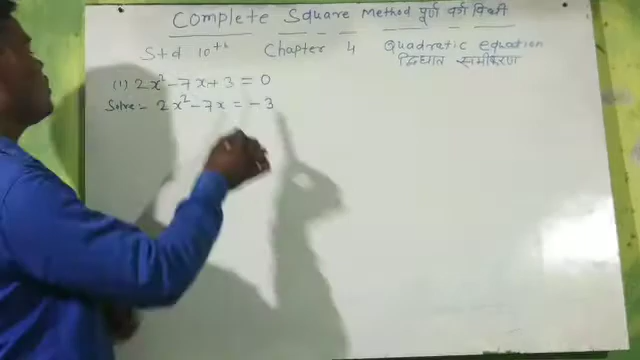 Complete Square Method पूर्ण वर्ग विधी
Std 10th Chapter 4 Quadratic equation
द्विघात समीकरण
(1) 2x² - 7x + 3 = 0
Solve:- 2x² - 7x = -3